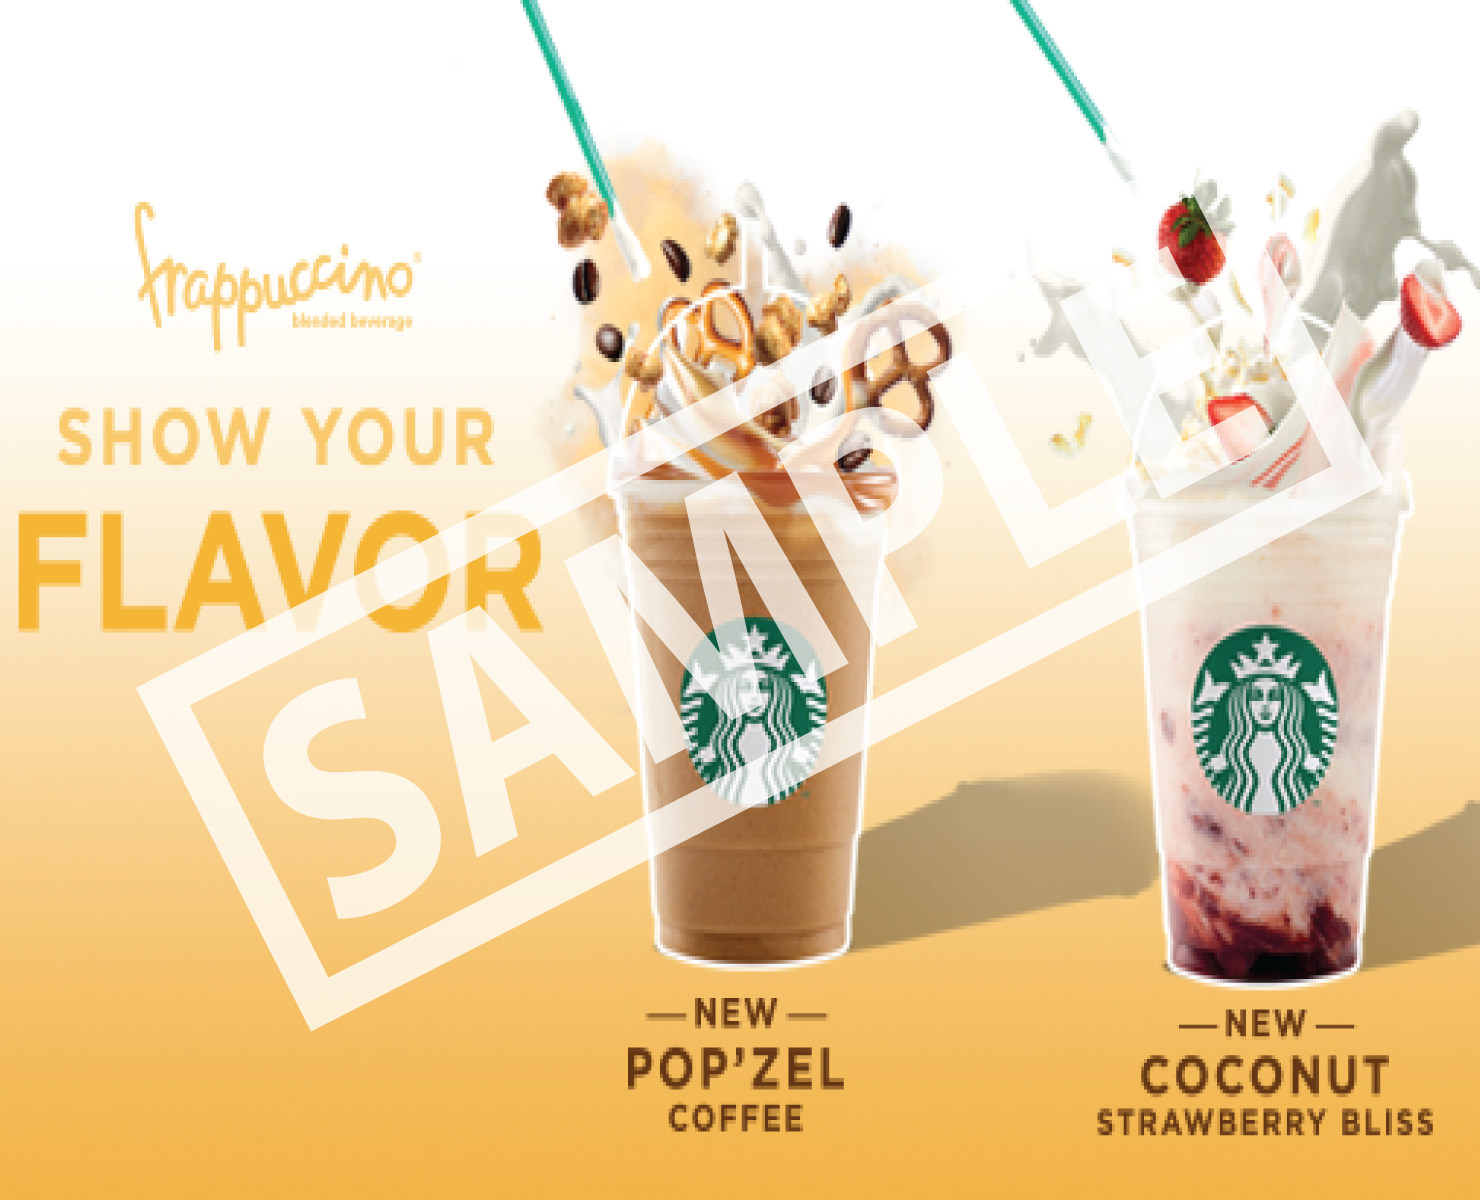 frappuccino®
blended beverage
SHOW YOUR
FLAVOR
SAMPLE
NEW
POP'ZEL
COFFEE
NEW
COCONUT
STRAWBERRY BLISS